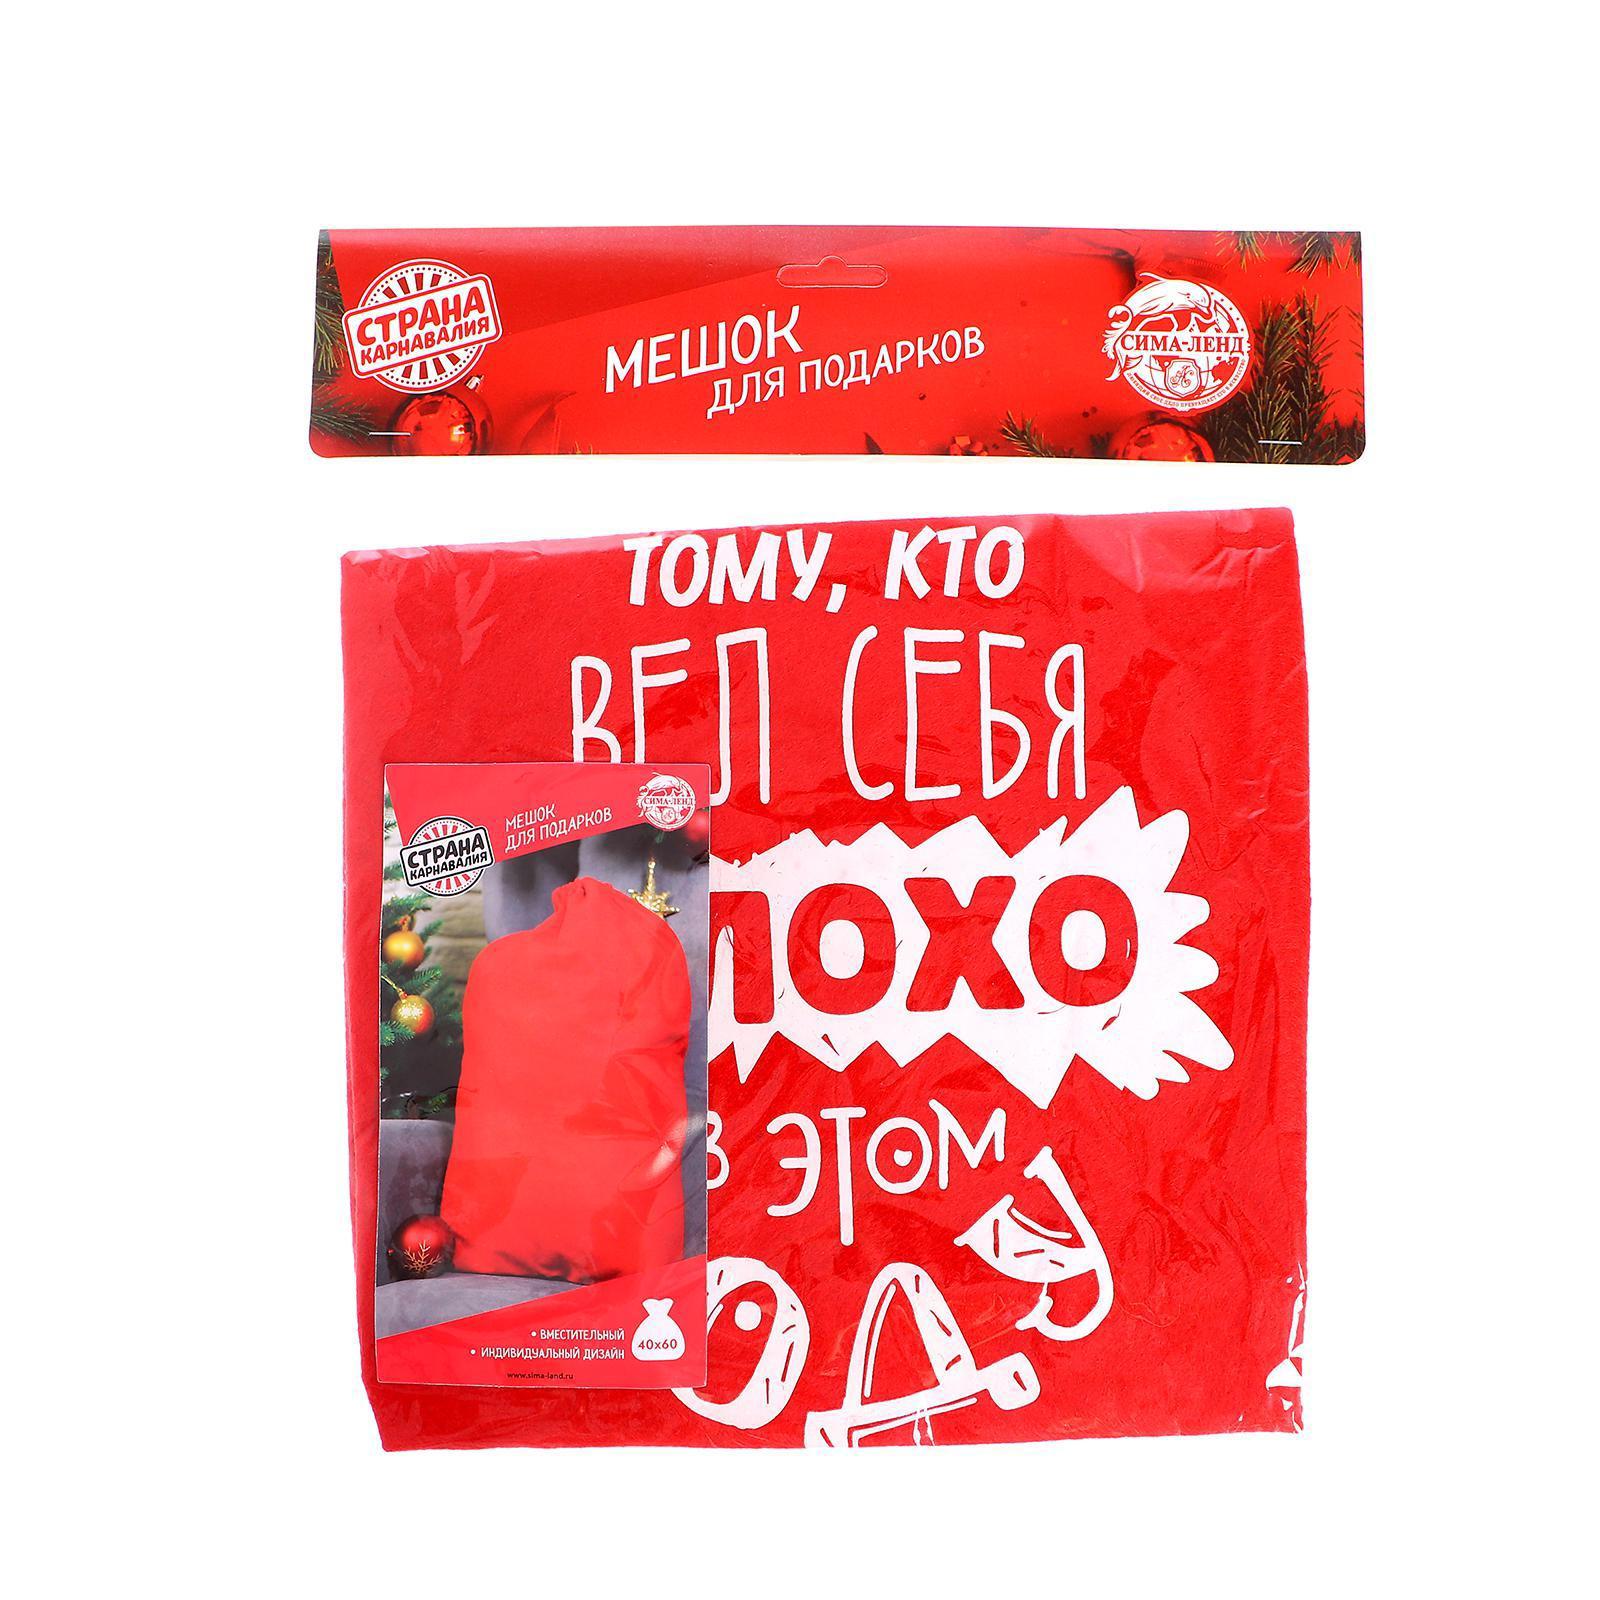 СТРАНА
КАРНАВАЛИЯ
МЕШОК
ДЛЯ ПОДАРКОВ
СИМА-ЛЕНД
ТОМУ, КТО
ВЕЛ СЕБЯ
ЛОХО
В ЭТОМ
ОДУ
СТРАНА
КАРНАВАЛИЯ
МЕШОК
ДЛЯ ПОДАРКОВ
СИМА-ЛЕНД
• ВМЕСТИТЕЛЬНЫЙ
• ИНДИВИДУАЛЬНЫЙ ДИЗАЙН
40x60
www.sima-land.ru